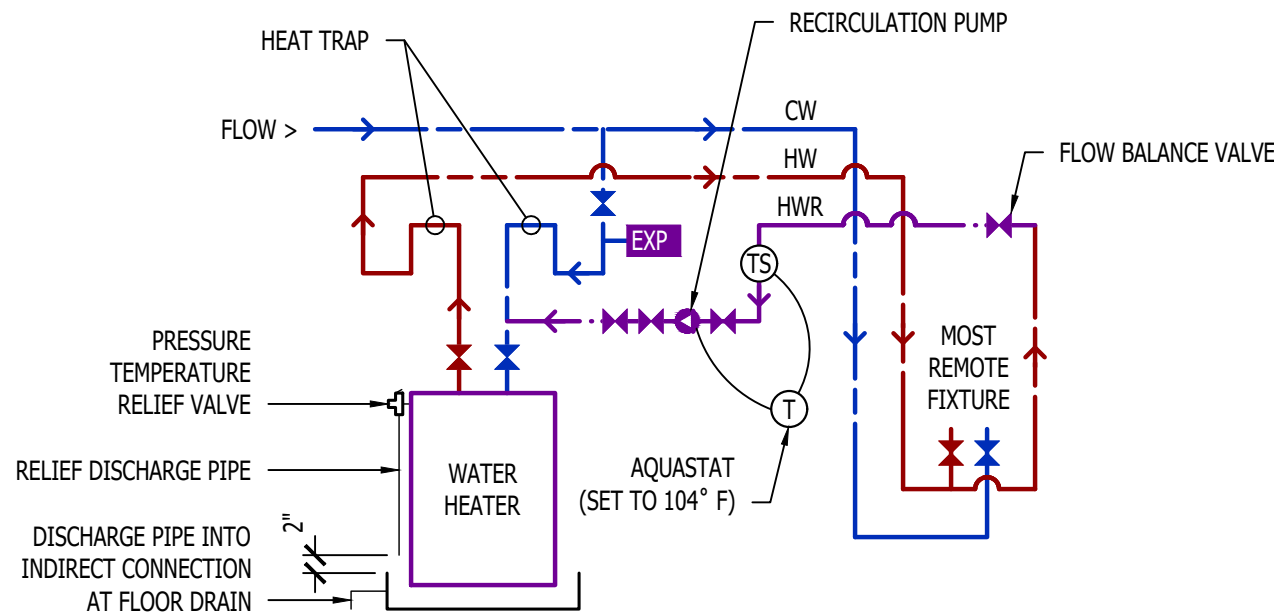 RECIRCULATION PUMP
HEAT TRAP
CW
FLOW >
HW
FLOW BALANCE VALVE
HWR
EXP
TS
PRESSURE
TEMPERATURE
RELIEF VALVE
MOST
REMOTE
FIXTURE
T
RELIEF DISCHARGE PIPE
WATER
HEATER
AQUASTAT
(SET TO 104° F)
2"
DISCHARGE PIPE INTO
INDIRECT CONNECTION
AT FLOOR DRAIN